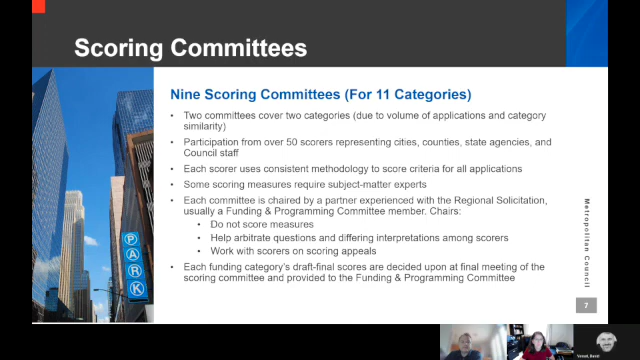 Scoring Committees
Nine Scoring Committees (For 11 Categories)
• Two committees cover two categories (due to volume of applications and category
similarity)
• Participation from over 50 scorers representing cities, counties, state agencies, and
Council staff
• Each scorer uses consistent methodology to score criteria for all applications
• Some scoring measures require subject-matter experts
• Each committee is chaired by a partner experienced with the Regional Solicitation,
usually a Funding & Programming Committee member. Chairs:
• Do not score measures
• Help arbitrate questions and differing interpretations among scorers
• Work with scorers on scoring appeals
• Each funding category's draft-final scores are decided upon at final meeting of the
scoring committee and provided to the Funding & Programming Committee
PARK
Metropolitan Council
7